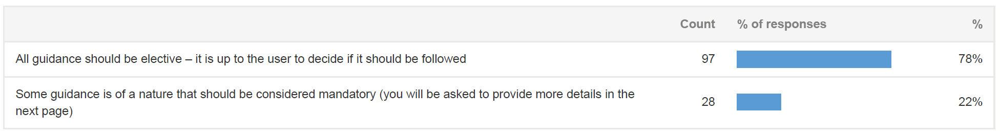 Count % of responses %
All guidance should be elective – it is up to the user to decide if it should be followed 97 78%
Some guidance is of a nature that should be considered mandatory (you will be asked to provide more details in the
next page) 28 22%